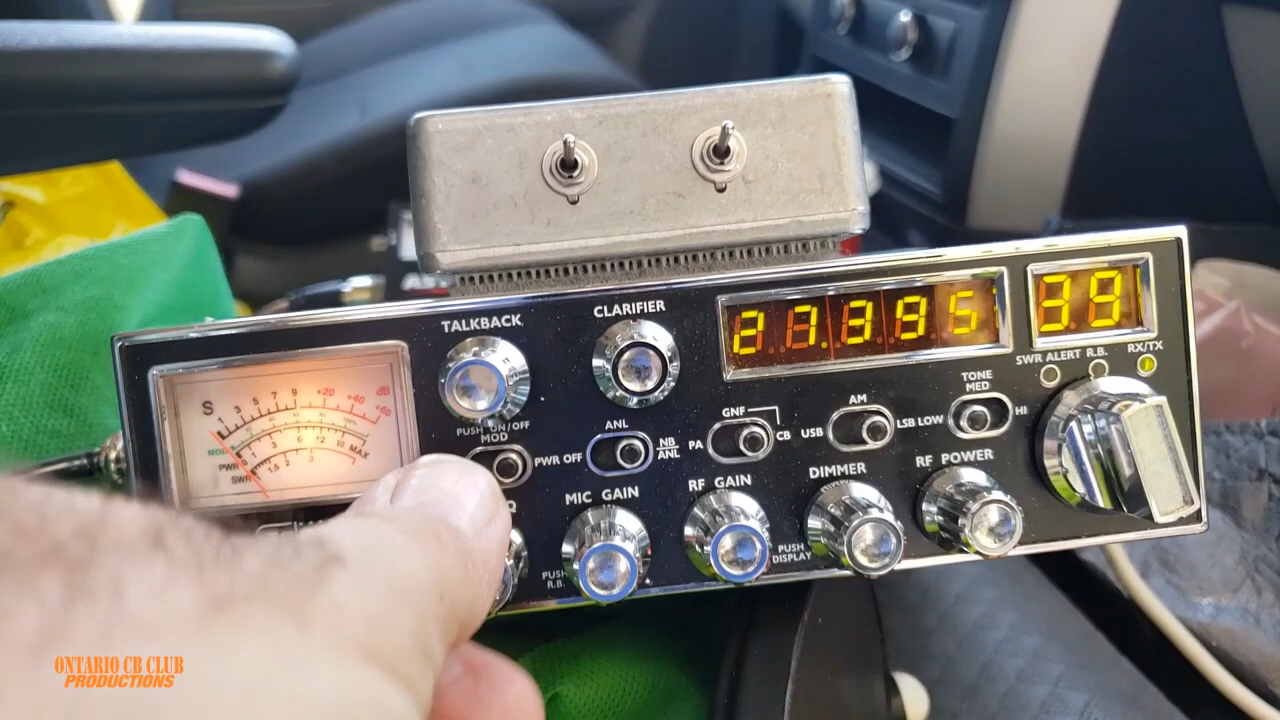 AS
CLARIFIER
TALKBACK
27.395
39
SWR ALERT
R.B.
RX/TX
S
1 3 5 7 9 +20 +40 +60
dB
MAX
PWR
SWR
PUSH ON/OFF
MOD
PWR OFF
ANL
NB
ANL
GNF
PA
CB
AM
USB
LSB
TONE
MED
LOW
HI
MIC GAIN
RF GAIN
DIMMER
RF POWER
PUSH
R.B.
PUSH
DISPLAY
ONTARIO CB CLUB
PRODUCTIONS